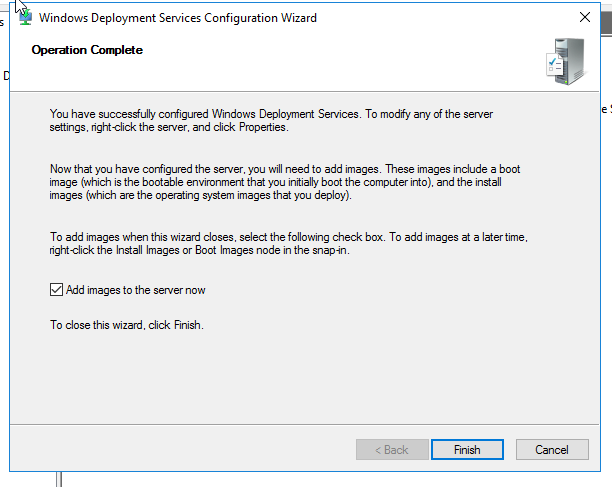 Windows Deployment Services Configuration Wizard
Operation Complete
You have successfully configured Windows Deployment Services. To modify any of the server
settings, right-click the server, and click Properties.
Now that you have configured the server, you will need to add images. These images include a boot
image (which is the bootable environment that you initially boot the computer into), and the install
images (which are the operating system images that you deploy).
To add images when this wizard closes, select the following check box. To add images at a later time,
right-click the Install Images or Boot Images node in the snap-in.
Add images to the server now
To close this wizard, click Finish.
< Back
Finish
Cancel